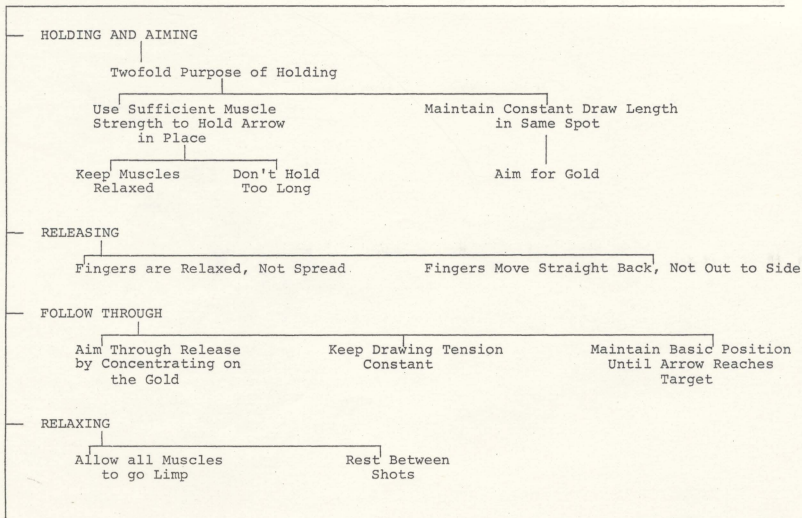 HOLDING AND AIMING
Twofold Purpose of Holding
Use Sufficient Muscle
Strength to Hold Arrow
in Place
Maintain Constant Draw Length
in Same Spot
Keep Muscles
Relaxed
Don't Hold
Too Long
Aim for Gold
RELEASING
Fingers are Relaxed, Not Spread
Fingers Move Straight Back, Not Out to Side
FOLLOW THROUGH
Aim Through Release
by Concentrating on
the Gold
Keep Drawing Tension
Constant
Maintain Basic Position
Until Arrow Reaches
Target
RELAXING
Allow all Muscles
to go Limp
Rest Between
Shots